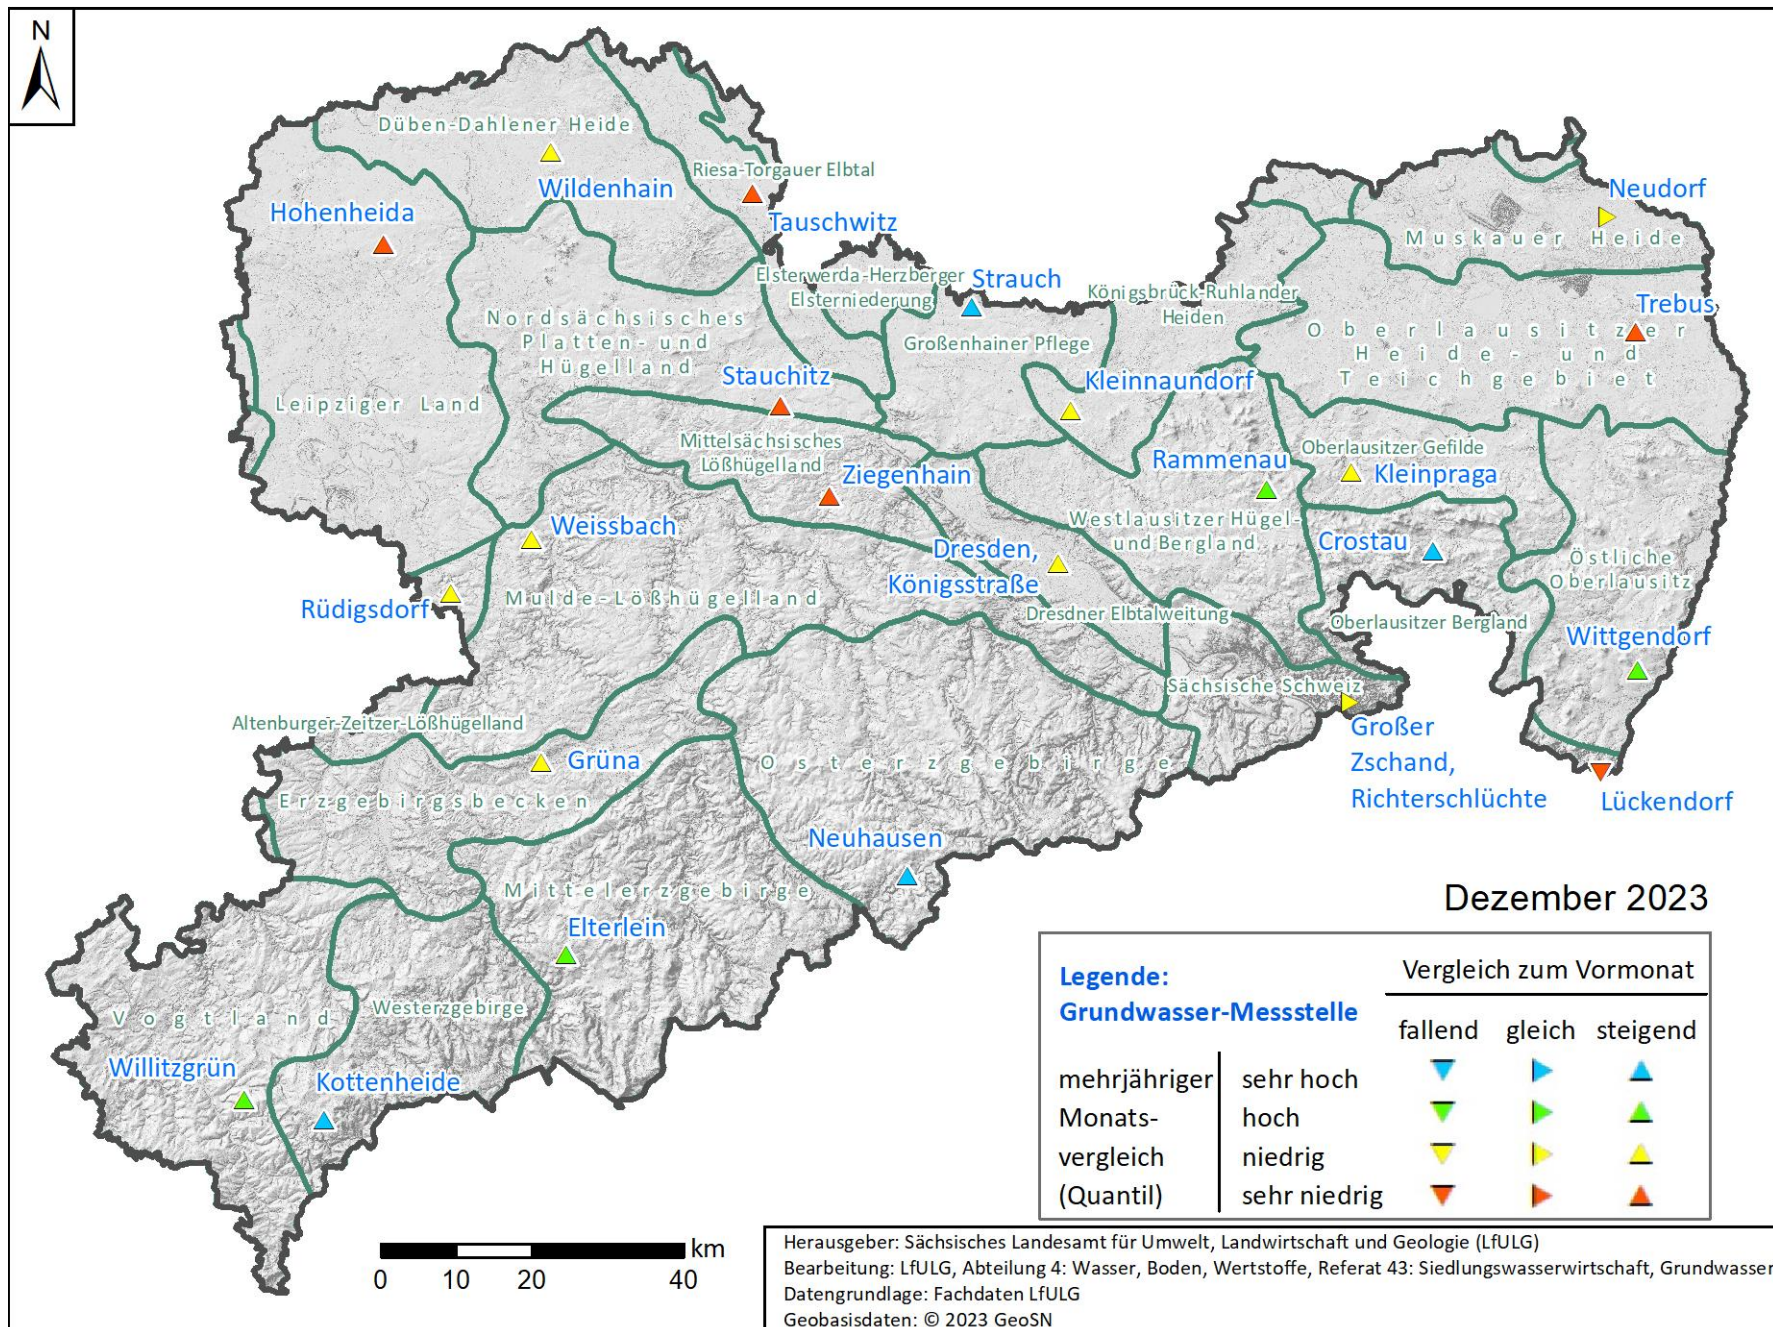 N
Düben-Dahlener Heide
Riesa-Torgauer Elbtal
Wildenhain
Neudorf
Hohenheida
Tauschwitz
Muskauer Heide
Elsterwerda-Herzberger
Elsterniederung
Strauch
Königsbrück-Ruhlander
Heiden
Trebus
Nordsächsisches
Platten- und
Hügelland
Großenhainer Pflege
Oberlausitzer
Heide- und
Teichgebiet
Stauchitz
Kleinnaundorf
Leipziger Land
Mittelsächsisches
Lößhügelland
Oberlausitzer Gefilde
Rammenau
Kleinpraga
Ziegenhain
Weissbach
Westlausitzer Hügel-
und Bergland
Crostau
Dresden,
Königsstraße
Östliche
Oberlausitz
Rüdigsdorf
Mulde-Lößhügelland
Dresdner Elbtalweitung
Oberlausitzer Bergland
Wittgendorf
Sächsische Schweiz
Altenburger-Zeitzer-Lößhügelland
Großer
Zschand,
Richterschlüchte
Grüna
Osterzgebirge
Erzgebirgsbecken
Lückendorf
Neuhausen
Mittelerzgebirge
Elterlein
Westerzgebirge
Vogtland
Willitzgrün
Kottenheide
Dezember 2023
Legende:
Grundwasser-Messstelle
Vergleich zum Vormonat
fallend gleich steigend
mehrjähriger sehr hoch
Monats- hoch
vergleich niedrig
(Quantil) sehr niedrig
km
0 10 20 40
Herausgeber: Sächsisches Landesamt für Umwelt, Landwirtschaft und Geologie (LfULG)
Bearbeitung: LfULG, Abteilung 4: Wasser, Boden, Wertstoffe, Referat 43: Siedlungswasserwirtschaft, Grundwasser
Datengrundlage: Fachdaten LfULG
Geobasisdaten: © 2023 GeoSN